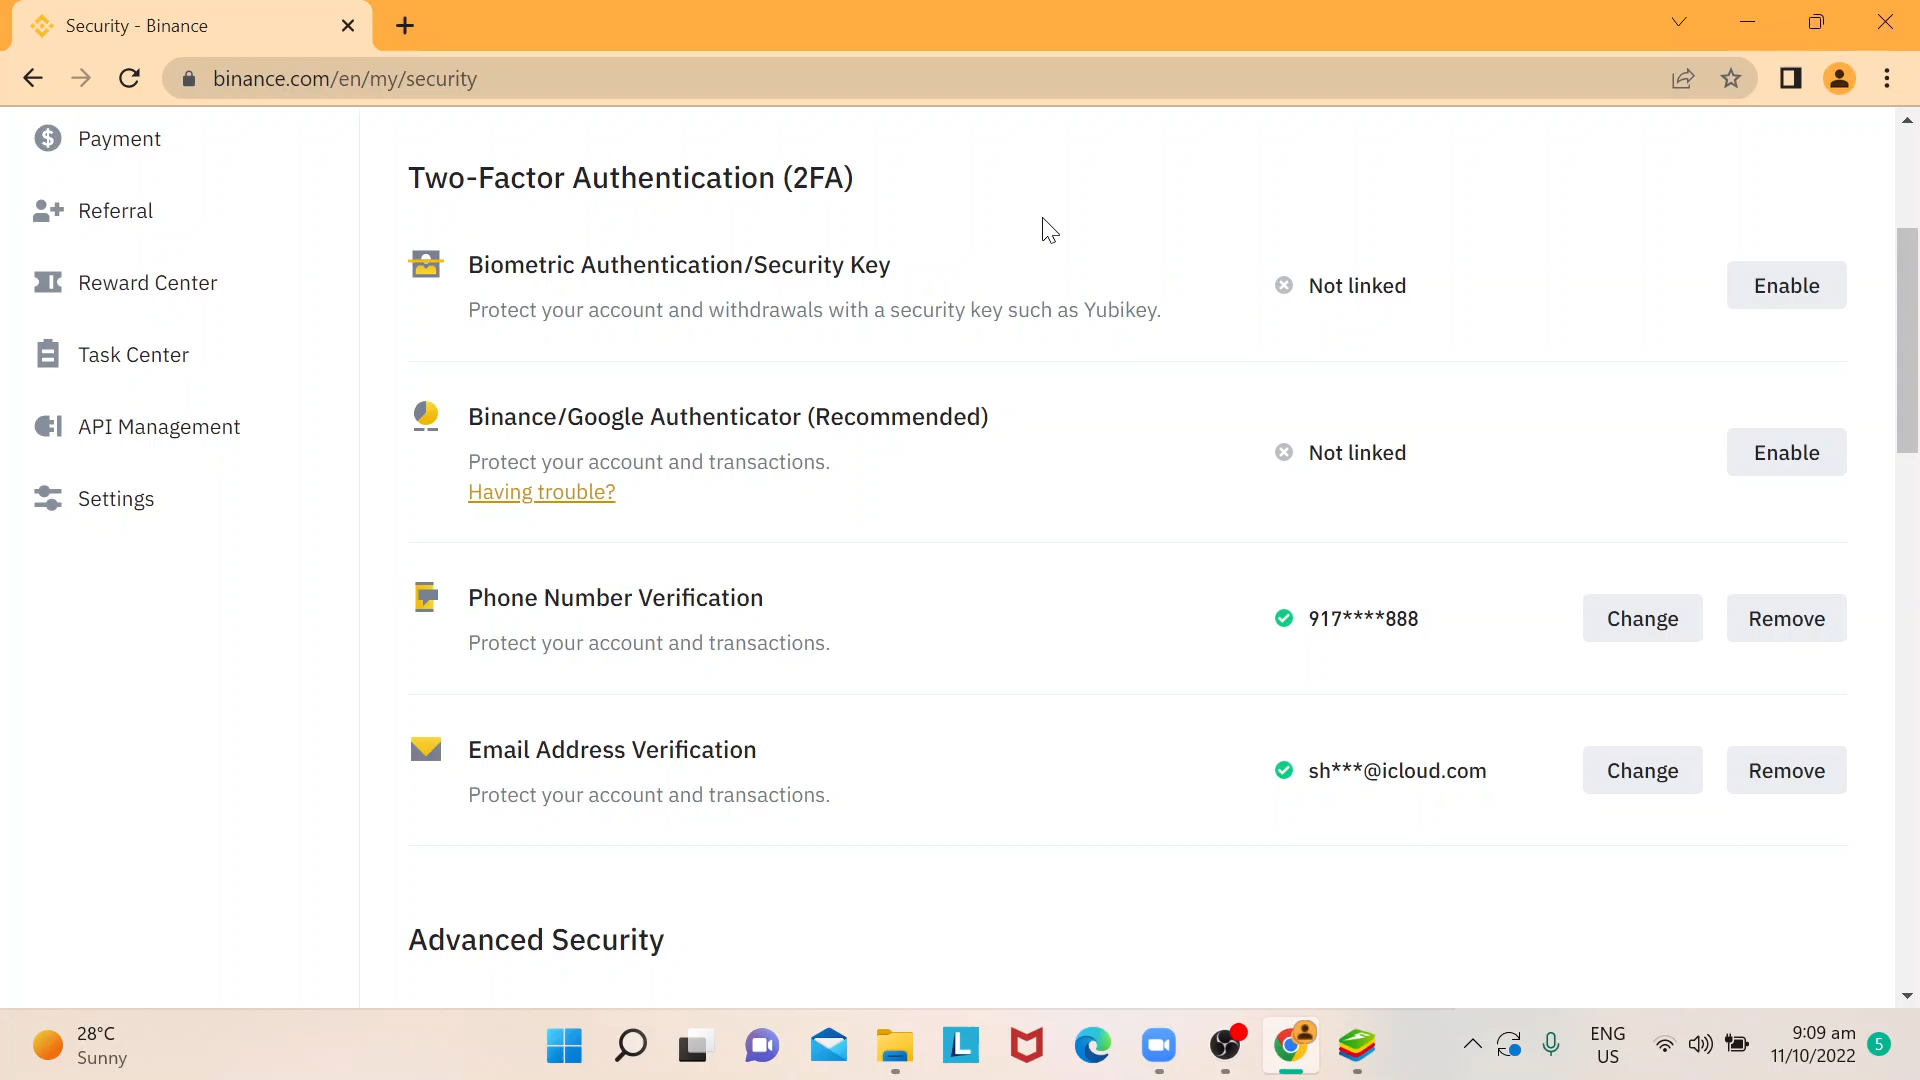 Security - Binance
binance.com/en/my/security
Payment
Referral
Reward Center
Task Center
API Management
Settings
Two-Factor Authentication (2FA)
Biometric Authentication/Security Key
Protect your account and withdrawals with a security key such as Yubikey.
Not linked
Enable
Binance/Google Authenticator (Recommended)
Protect your account and transactions.
Having trouble?
Not linked
Enable
Phone Number Verification
Protect your account and transactions.
917****888
Change
Remove
Email Address Verification
Protect your account and transactions.
sh***@icloud.com
Change
Remove
Advanced Security
28°C
Sunny
L
ENG
US
9:09 am
11/10/2022
5